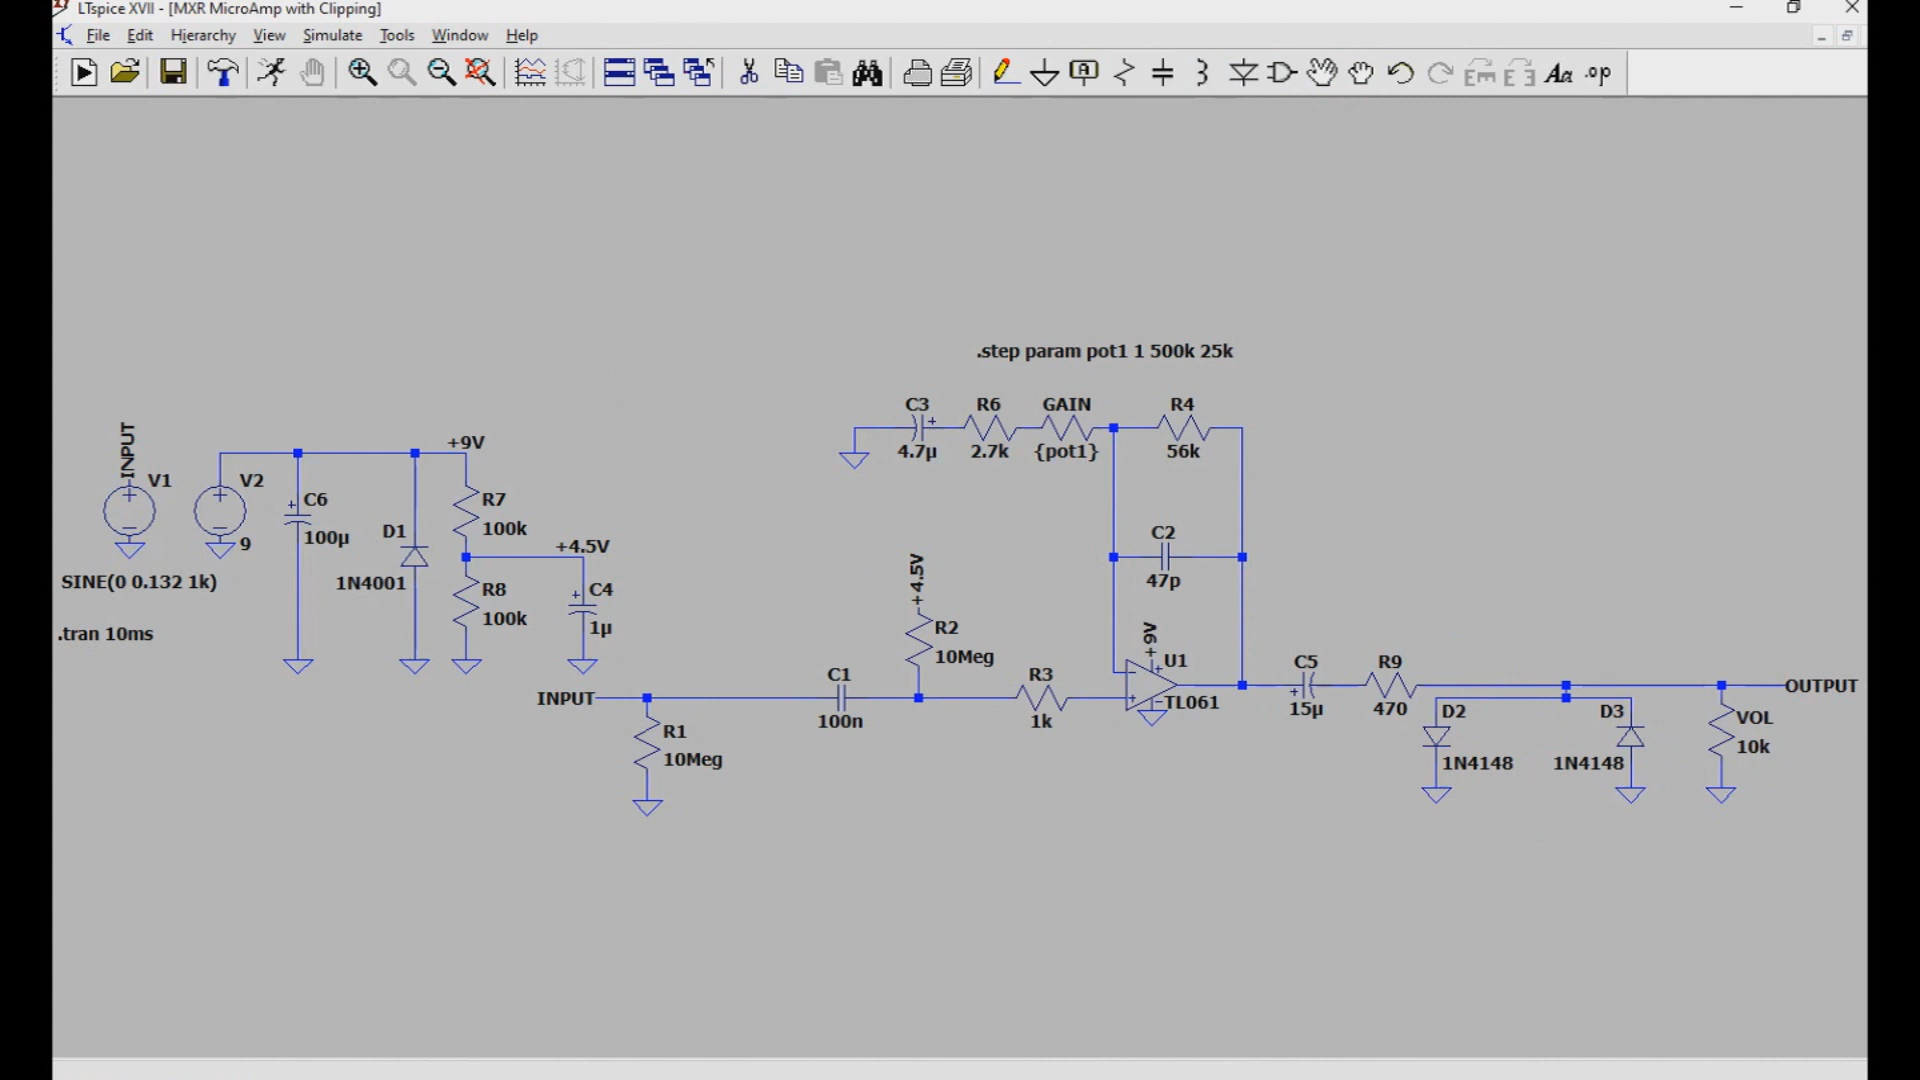 LTspice XVII - [MXR MicroAmp with Clipping]
File Edit Hierarchy View Simulate Tools Window Help
A Aa .op
.step param pot1 1 500k 25k
C3 R6 GAIN R4
+
4.7µ 2.7k {pot1} 56k
INPUT
+9V
V1 V2
+ +
C6 R7
+
100µ 100k
D1
9
+4.5V
1N4001
SINE(0 0.132 1k)
R8 C4
+
100k 1µ
.tran 10ms
C2
47p
+4.5V
R2
10Meg
+9V
U1
TL061
INPUT
C1 R3
100n 1k
R1
10Meg
C5 R9
+
15µ 470
OUTPUT
D2 D3 VOL
1N4148 1N4148 10k